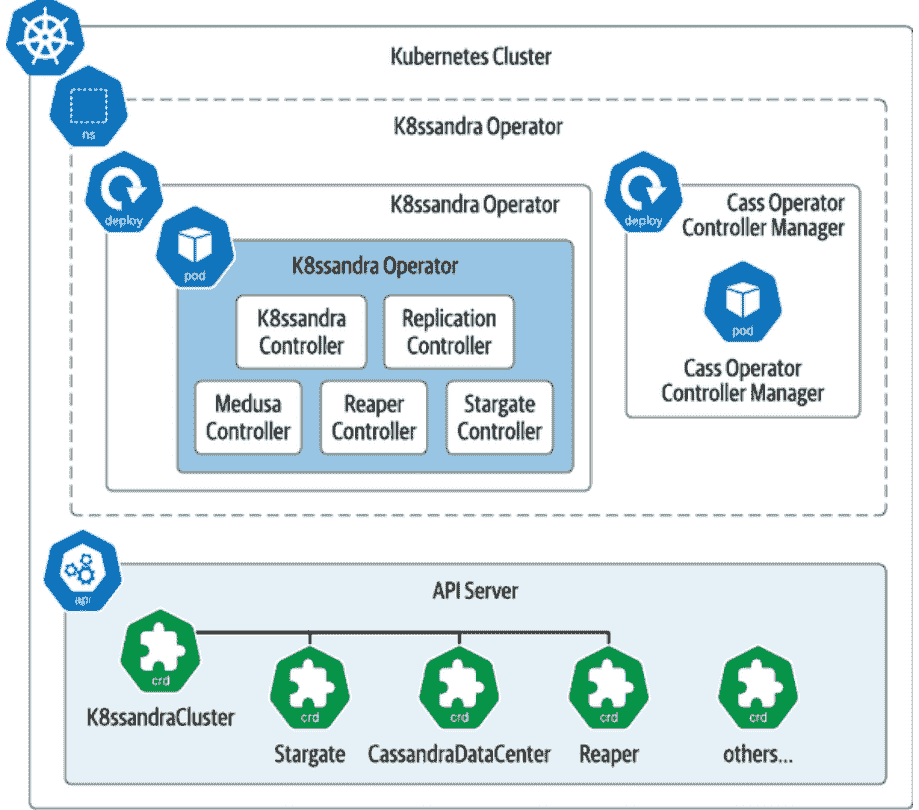 Kubernetes Cluster
ns
K8ssandra Operator
deploy
K8ssandra Operator
pod
K8ssandra Operator
K8ssandra
Controller
Replication
Controller
Medusa
Controller
Reaper
Controller
Stargate
Controller
deploy
Cass Operator
Controller Manager
pod
Cass Operator
Controller Manager
api
API Server
crd
K8ssandraCluster
crd
Stargate
crd
CassandraDataCenter
crd
Reaper
crd
others...